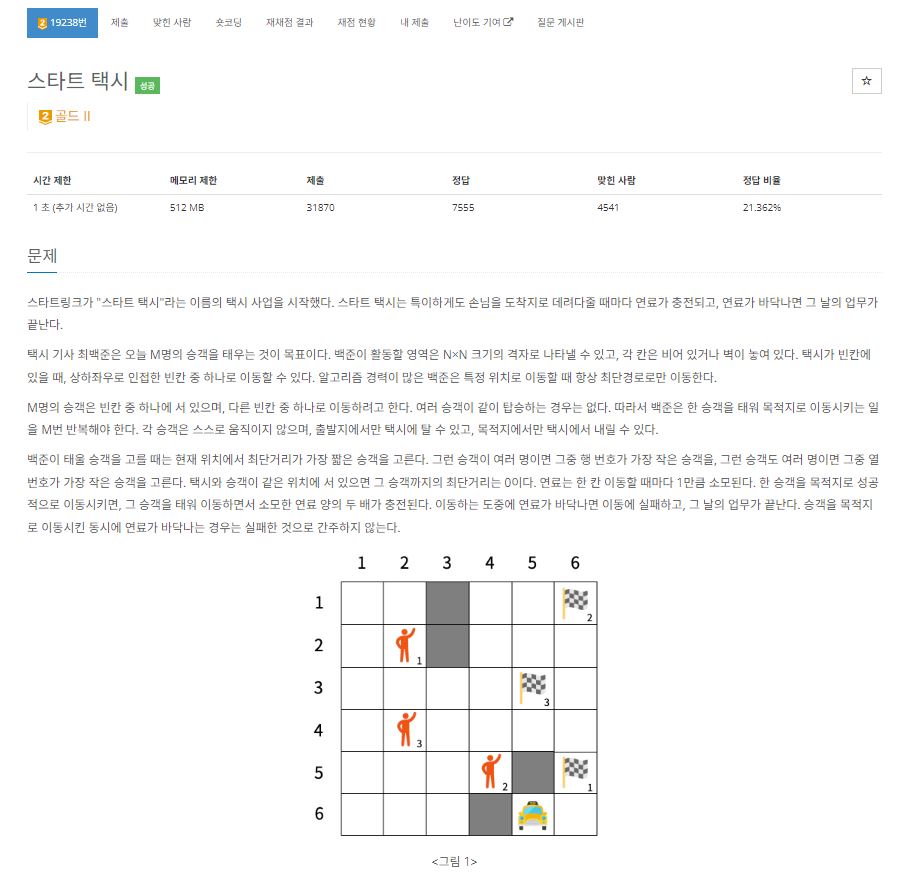 2 19238번 제출 맞힌 사람 숏코딩 재채점 결과 채점 현황 내 제출 난이도 기여 질문 게시판
스타트 택시 성공
2 골드 II
시간 제한 메모리 제한 제출 정답 맞힌 사람 정답 비율
1 초 (추가 시간 없음) 512 MB 31870 7555 4541 21.362%
문제
스타트링크가 "스타트 택시"라는 이름의 택시 사업을 시작했다. 스타트 택시는 특이하게도 손님을 도착지로 데려다줄 때마다 연료가 충전되고, 연료가 바닥나면 그 날의 업무가
끝난다.
택시 기사 최백준은 오늘 M명의 승객을 태우는 것이 목표이다. 백준이 활동할 영역은 N×N 크기의 격자로 나타낼 수 있고, 각 칸은 비어 있거나 벽이 놓여 있다. 택시가 빈칸에
있을 때, 상하좌우로 인접한 빈칸 중 하나로 이동할 수 있다. 알고리즘 경력이 많은 백준은 특정 위치로 이동할 때 항상 최단경로로만 이동한다.
M명의 승객은 빈칸 중 하나에 서 있으며, 다른 빈칸 중 하나로 이동하려고 한다. 여러 승객이 같이 탑승하는 경우는 없다. 따라서 백준은 한 승객을 태워 목적지로 이동시키는 일
을 M번 반복해야 한다. 각 승객은 스스로 움직이지 않으며, 출발지에서만 택시에 탈 수 있고, 목적지에서만 택시에서 내릴 수 있다.
백준이 태울 승객을 고를 때는 현재 위치에서 최단거리가 가장 짧은 승객을 고른다. 그런 승객이 여러 명이면 그중 행 번호가 가장 작은 승객을, 그런 승객도 여러 명이면 그중 열
번호가 가장 작은 승객을 고른다. 택시와 승객이 같은 위치에 서 있으면 그 승객까지의 최단거리는 0이다. 연료는 한 칸 이동할 때마다 1만큼 소모된다. 한 승객을 목적지로 성공
적으로 이동시키면, 그 승객을 태워 이동하면서 소모한 연료 양의 두 배가 충전된다. 이동하는 도중에 연료가 바닥나면 이동에 실패하고, 그 날의 업무가 끝난다. 승객을 목적지
로 이동시킨 동시에 연료가 바닥나는 경우는 실패한 것으로 간주하지 않는다.
1 2 3 4 5 6
1 2
2 1
3 3
4 3
5 2 1
6
<그림 1>